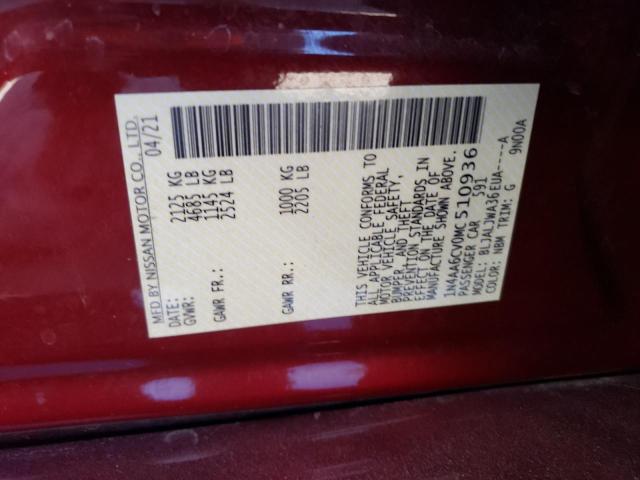 MFD BY NISSAN MOTOR CO., LTD.
DATE: 04/21
GVWR: 2125 KG
4685 LB
GAWR FR.: 1145 KG
2524 LB
GAWR RR.: 1000 KG
2205 LB
THIS VEHICLE CONFORMS TO
ALL APPLICABLE FEDERAL
MOTOR VEHICLE SAFETY,
BUMPER, AND THEFT
PREVENTION STANDARDS IN
EFFECT ON THE DATE OF
MANUFACTURE SHOWN ABOVE.
1N4AA6CV0MC510936
PASSENGER CAR 591
MODEL: BLJALJWA36EUA----A
COLOR: NBM TRIM: G 9N00A